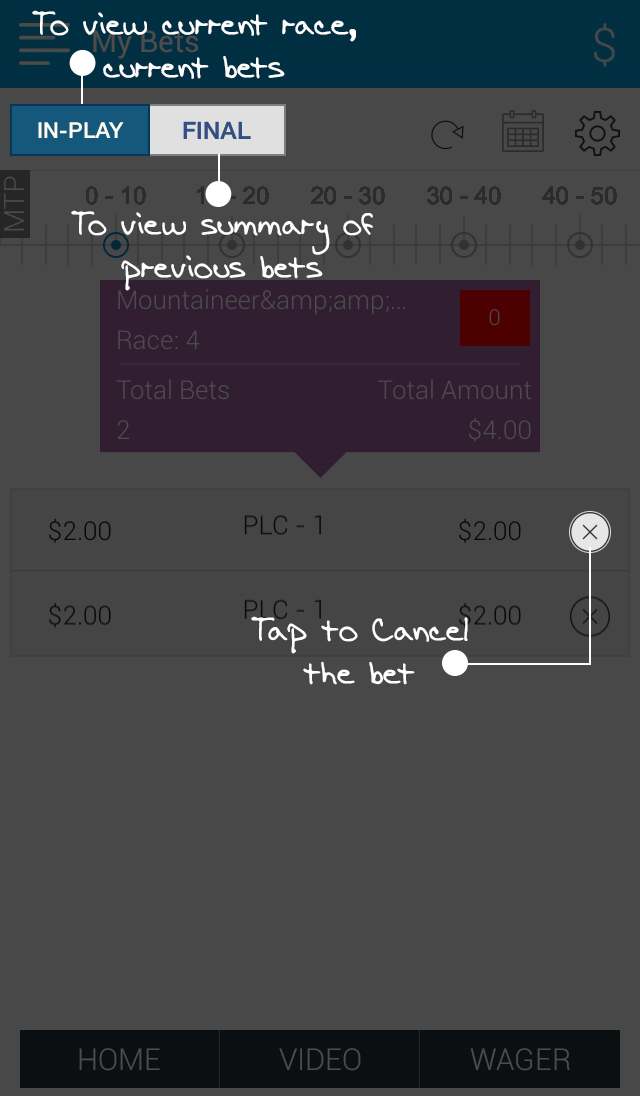 To view current race,
My Bets
$
current bets
IN-PLAY
FINAL
MTP
0 - 10
10 - 20
20 - 30
30 - 40
40 - 50
To view summary of
previous bets
Mountaineer&amp;amp;...
0
Race: 4
Total Bets
Total Amount
2
$4.00
$2.00
PLC - 1
$2.00
$2.00
PLC - 1
$2.00
Tap to Cancel
the bet
HOME
VIDEO
WAGER